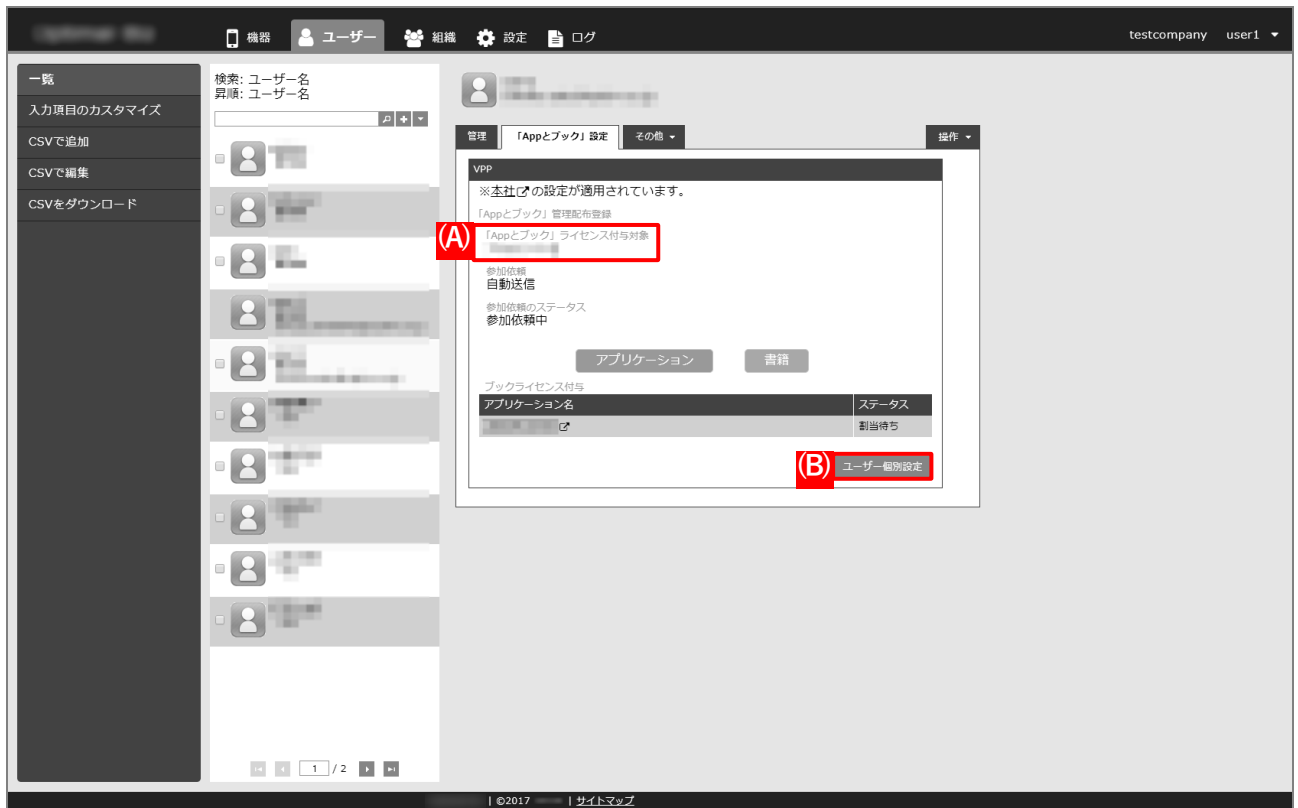 機器 ユーザー 組織 設定 ログ testcompany user1
一覧
入力項目のカスタマイズ
CSVで追加
CSVで編集
CSVをダウンロード
検索: ユーザー名
昇順: ユーザー名
1 / 2
管理 「Appとブック」設定 その他 操作
VPP
※本社の設定が適用されています。
「Appとブック」管理配布登録
(A)
「Appとブック」ライセンス付与対象
参加依頼
自動送信
参加依頼のステータス
参加依頼中
アプリケーション 書籍
ブックライセンス付与
アプリケーション名 ステータス
割当待ち
(B) ユーザー個別設定
| ©2017 | サイトマップ